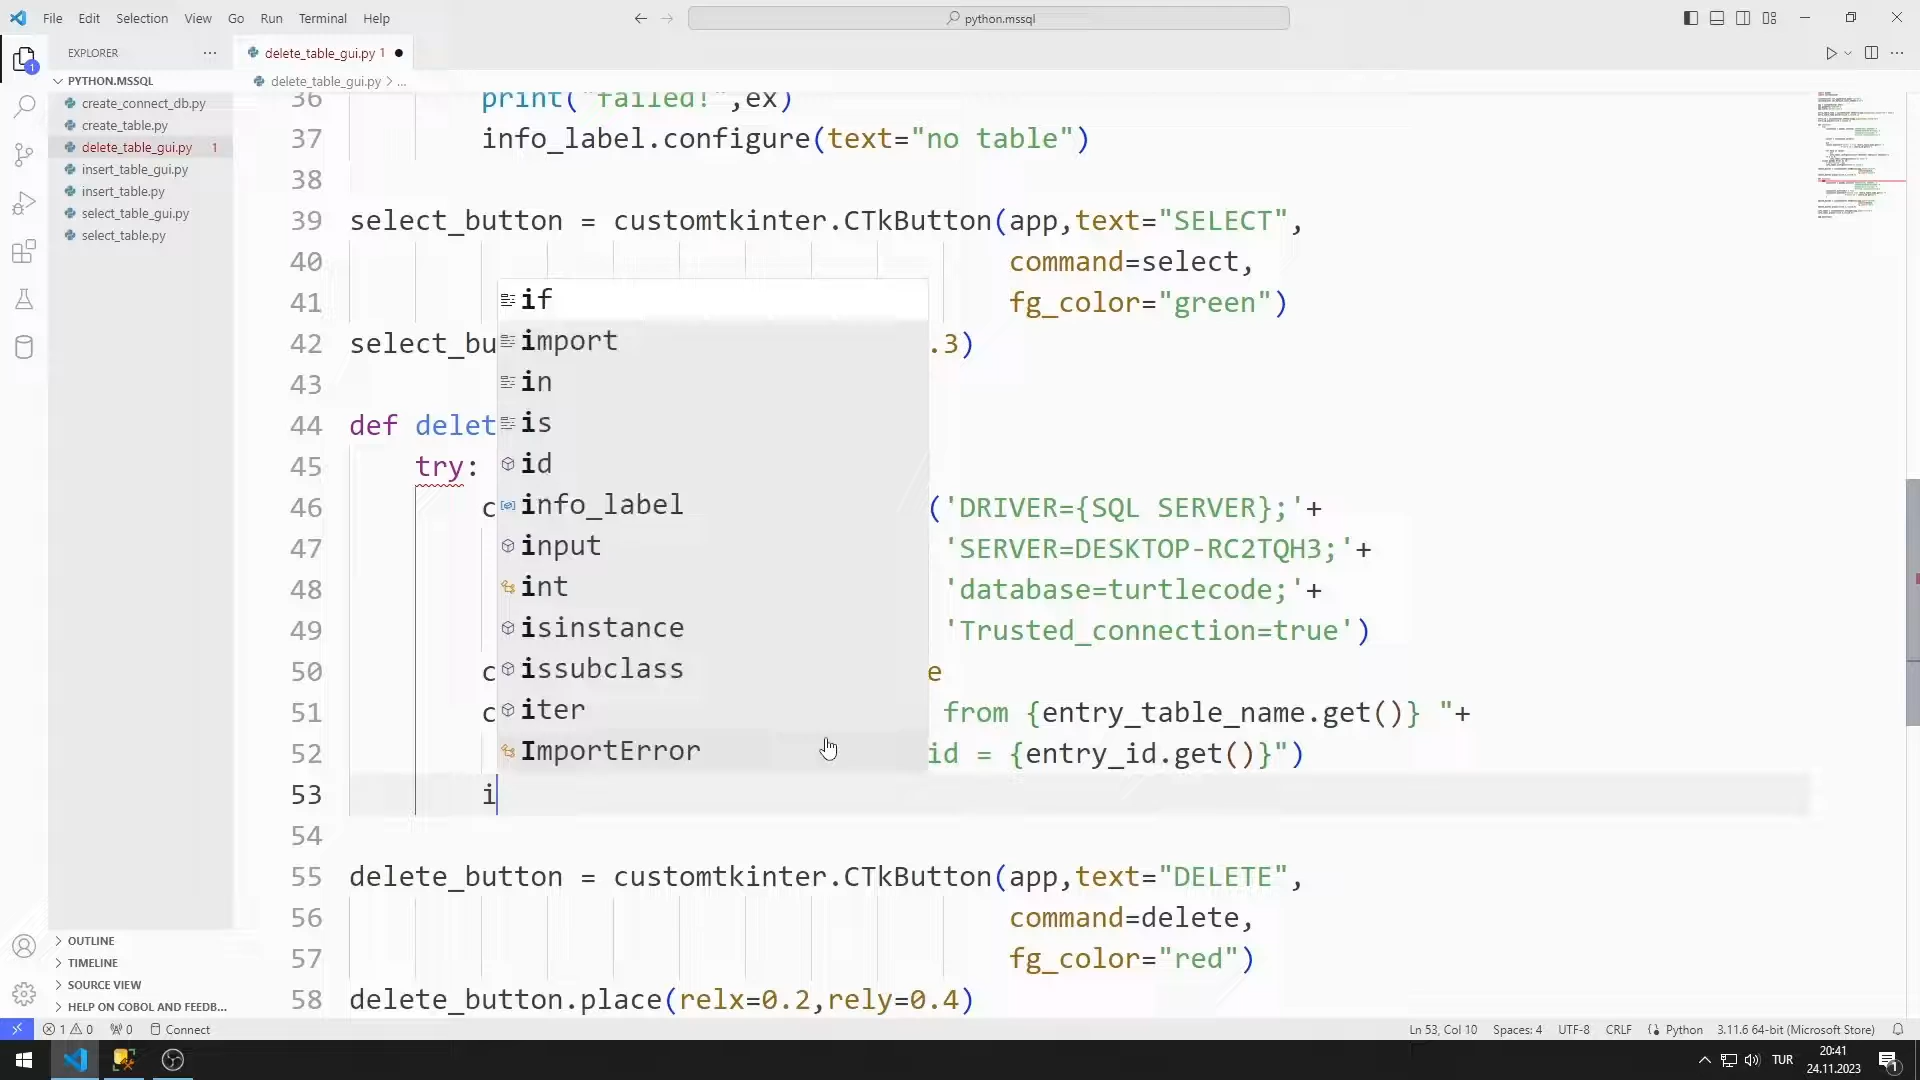 File Edit Selection View Go Run Terminal Help
python.mssql
EXPLORER
delete_table_gui.py 1
PYTHON.MSSQL
delete_table_gui.py > ...
create_connect_db.py
create_table.py
delete_table_gui.py 1
insert_table_gui.py
insert_table.py
select_table_gui.py
select_table.py
36 print("failed!",ex)
37 info_label.configure(text="no table")
38
39 select_button = customtkinter.CTkButton(app,text="SELECT",
40 command=select,
41 fg_color="green")
42 select_bu .3)
43
44 def delet
45 try:
46 c ('DRIVER={SQL SERVER};'+
47 'SERVER=DESKTOP-RC2TQH3;'+
48 'database=turtlecode;'+
49 'Trusted_connection=true')
50 c e
51 c from {entry_table_name.get()} "+
52 id = {entry_id.get()}")
53 i
54
55 delete_button = customtkinter.CTkButton(app,text="DELETE",
56 command=delete,
57 fg_color="red")
58 delete_button.place(relx=0.2,rely=0.4)
if
import
in
is
id
info_label
input
int
isinstance
issubclass
iter
ImportError
OUTLINE
TIMELINE
SOURCE VIEW
HELP ON COBOL AND FEEDB...
1
1 0 0 Connect
Ln 53, Col 10 Spaces: 4 UTF-8 CRLF Python 3.11.6 64-bit (Microsoft Store)
TUR
20:41
24.11.2023
1